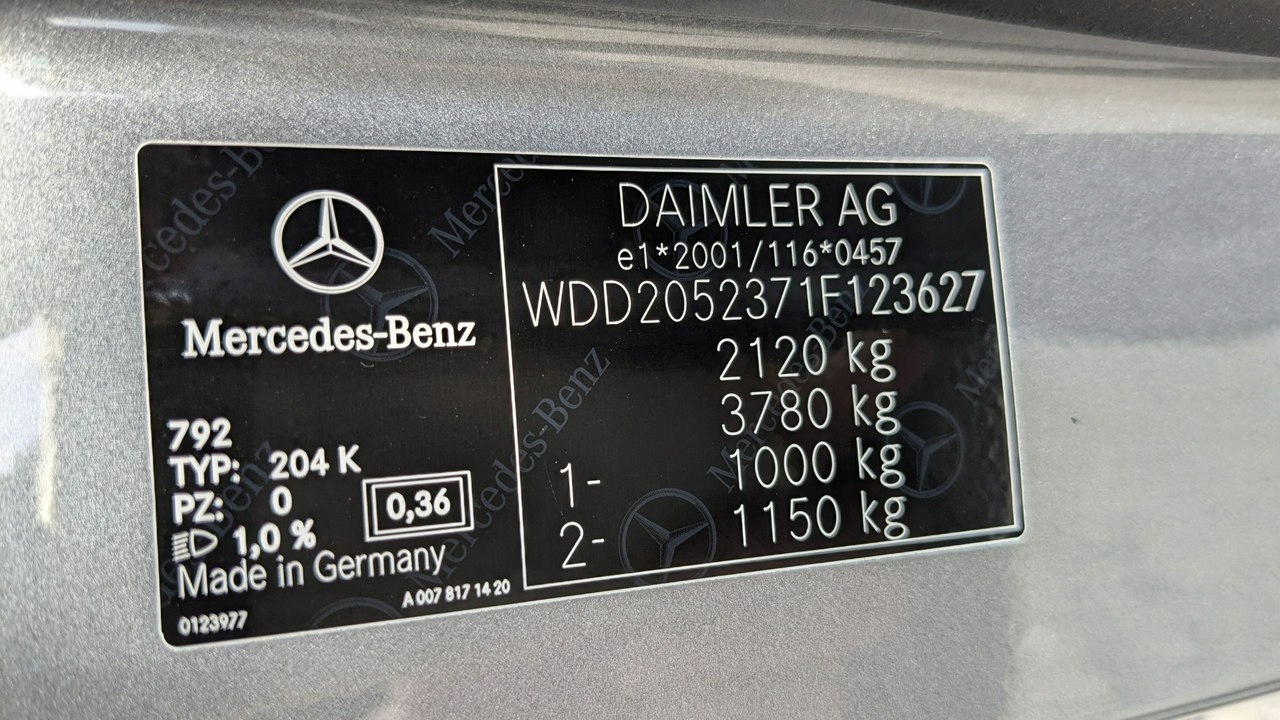 Mercedes-Benz
792
TYP: 204 K
PZ: 0
1,0 %
0,36
Made in Germany
A 007 817 14 20
0123977
DAIMLER AG
e1*2001/116*0457
WDD2052371F123627
2120 kg
3780 kg
1- 1000 kg
2- 1150 kg